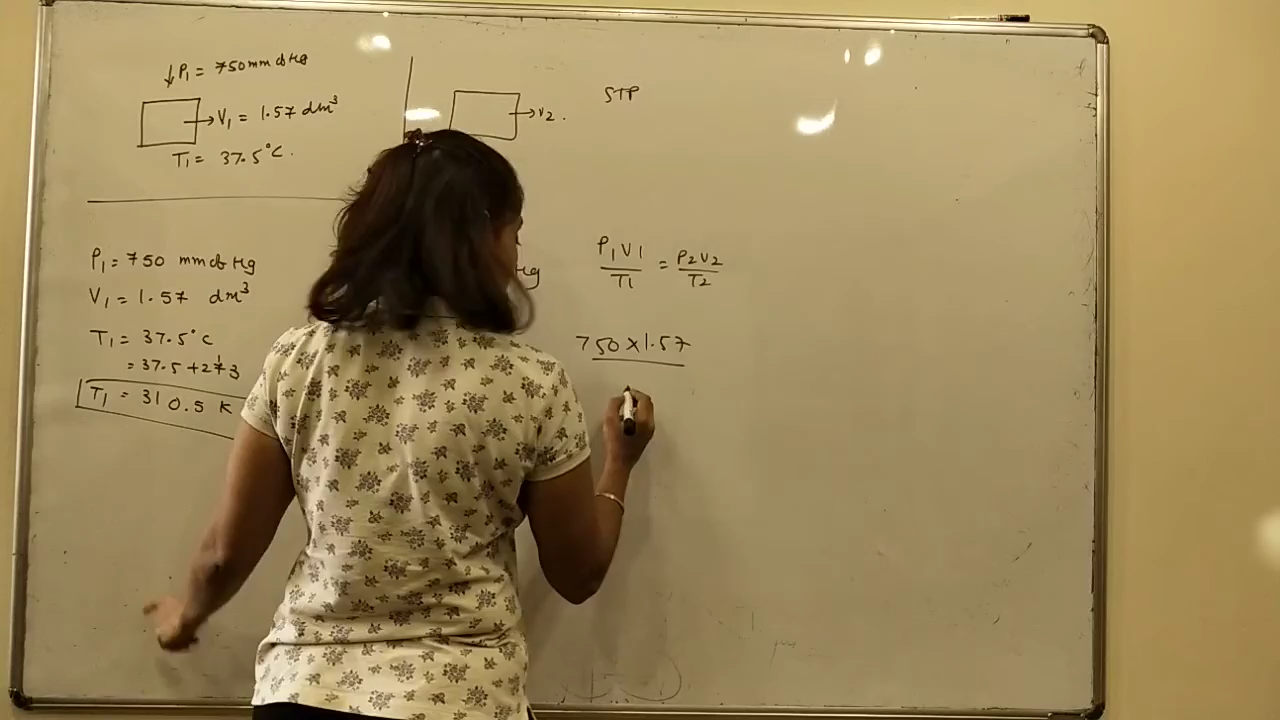 ↓P1 = 750 mm of Hg
→V1 = 1.57 dm³
T1 = 37.5°C.
→V2.
STP
P1 = 750 mm of Hg
V1 = 1.57 dm³
T1 = 37.5°C
= 37.5 + 273
T1 = 310.5 K
Hg
P1V1/T1 = P2V2/T2
750 x 1.57